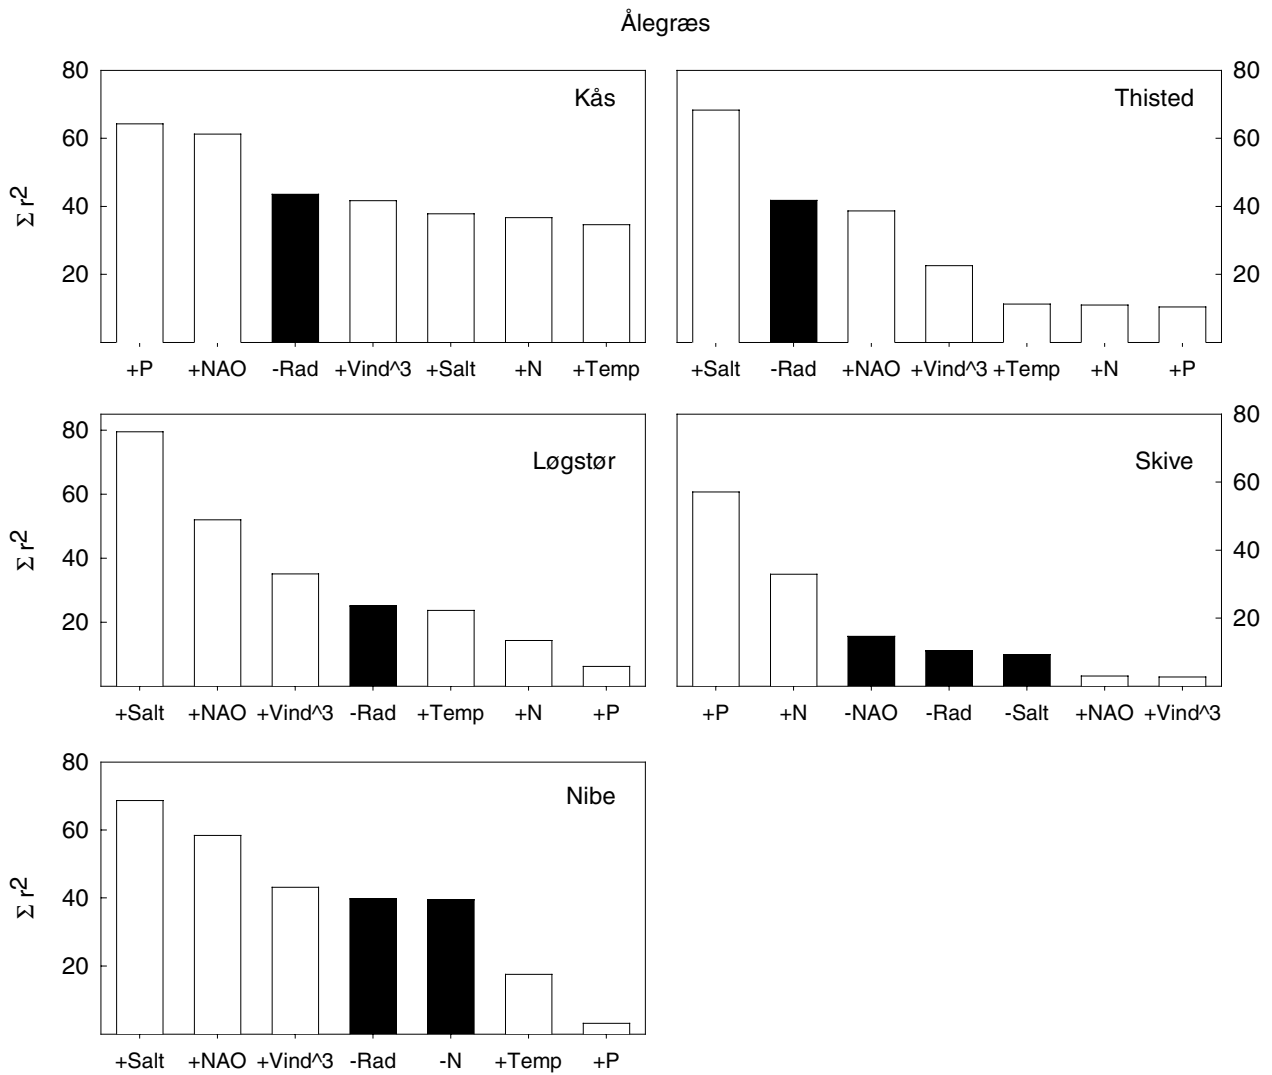 Ålegræs
80
60
40
20
Σ r²
Kås
+P +NAO -Rad +Vind^3 +Salt +N +Temp
Thisted
80
60
40
20
+Salt -Rad +NAO +Vind^3 +Temp +N +P
80
60
40
20
Σ r²
Løgstør
+Salt +NAO +Vind^3 -Rad +Temp +N +P
Skive
80
60
40
20
+P +N -NAO -Rad -Salt +NAO +Vind^3
80
60
40
20
Σ r²
Nibe
+Salt +NAO +Vind^3 -Rad -N +Temp +P